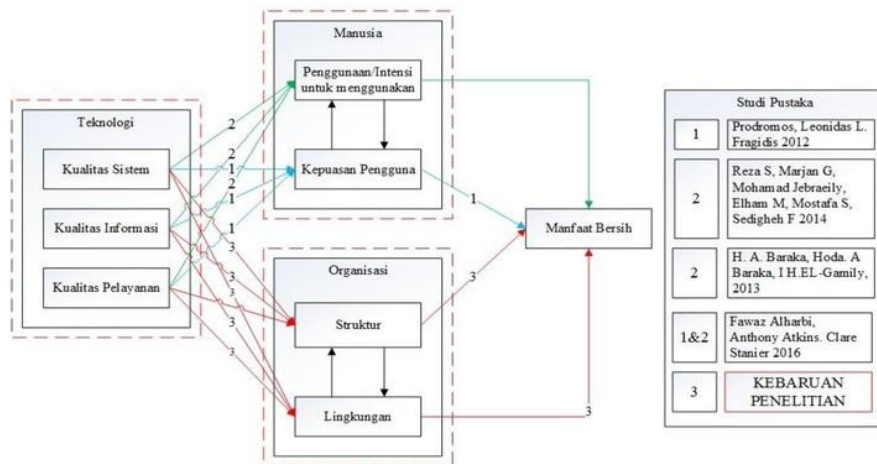 Teknologi
Kualitas Sistem
Kualitas Informasi
Kualitas Pelayanan
2
2
1
2
1
3
3
3
3
3
Manusia
Penggunaan/Intensi
untuk menggunakan
Kepuasan Pengguna
Organisasi
Struktur
Lingkungan
1
3
3
Manfaat Bersih
Studi Pustaka
1
Prodromos, Leonidas L.
Fragidis 2012
2
Reza S, Marjan G,
Mohamad Jebraeily,
Elham M, Mostafa S,
Sedigheh F 2014
2
H. A. Baraka, Hoda. A
Baraka, I H.EL-Gamily,
2013
1&2
Fawaz Alharbi,
Anthony Atkins. Clare
Stanier 2016
3
KEBARUAN
PENELITIAN